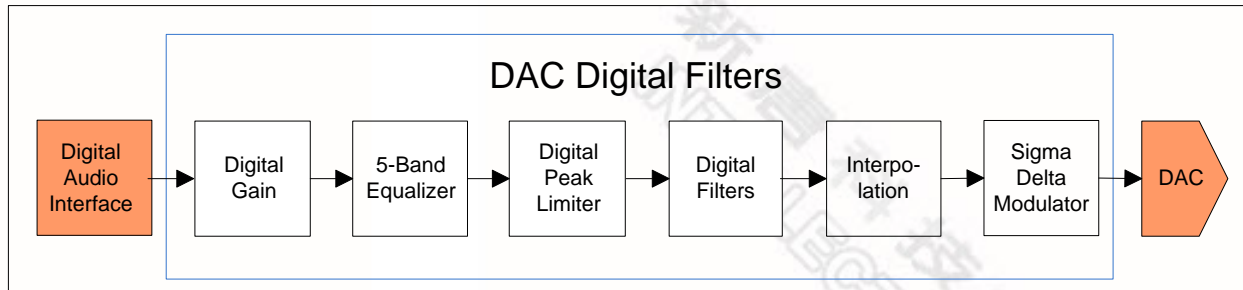 DAC Digital Filters
Digital
Audio
Interface
Digital
Gain
5-Band
Equalizer
Digital
Peak
Limiter
Digital
Filters
Interpo-
lation
Sigma
Delta
Modulator
DAC